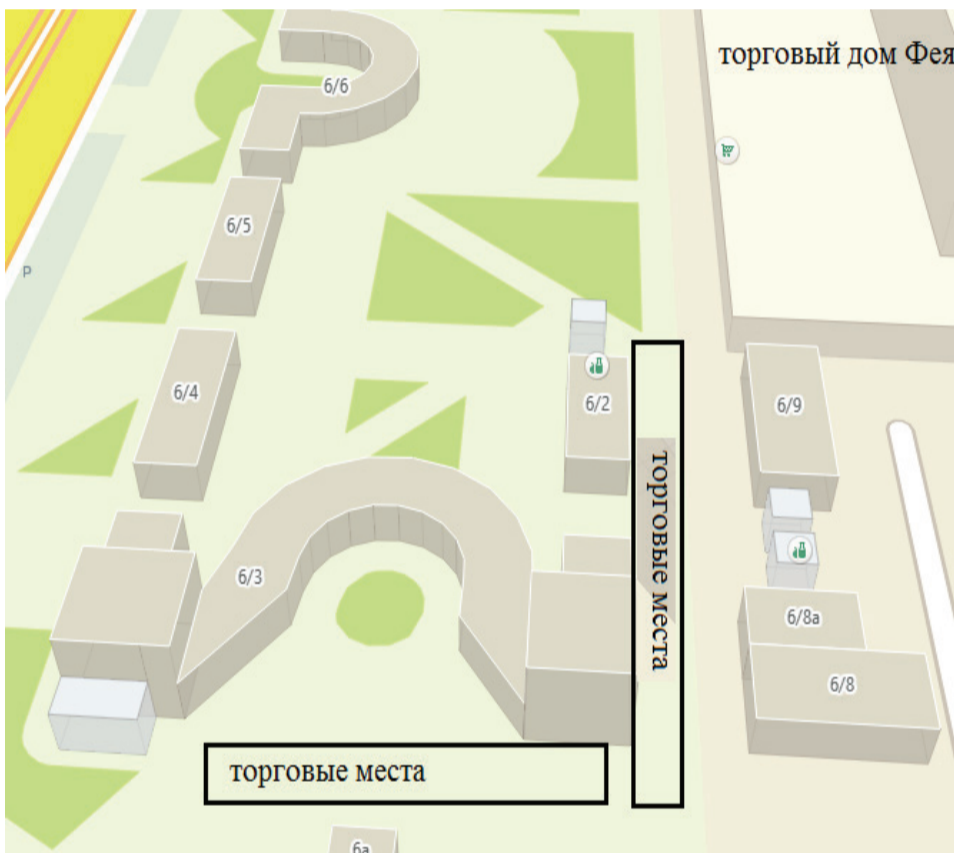 торговый дом Фея
6/6
6/5
P
6/4
6/2
6/9
торговые места
6/3
6/8а
6/8
торговые места
6а